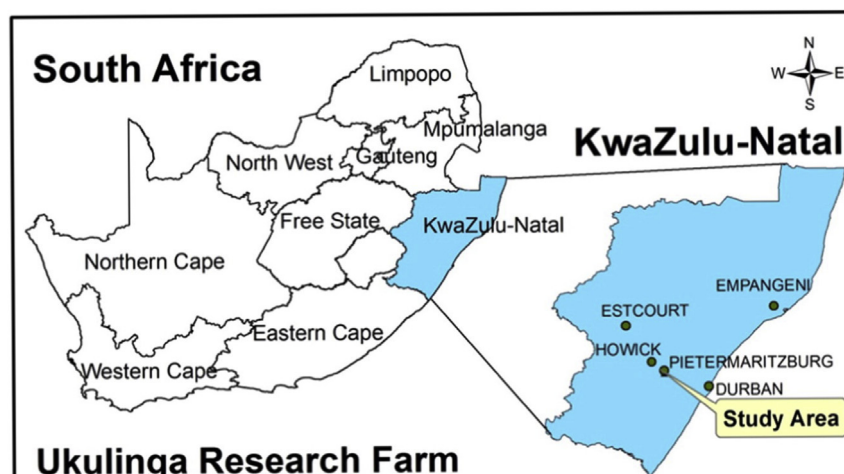 South Africa
N
W E
S
Limpopo
Mpumalanga
North West
Gauteng
KwaZulu-Natal
Free State
KwaZulu-Natal
Northern Cape
EMPANGENI
ESTCOURT
Eastern Cape
HOWICK
PIETERMARITZBURG
Western Cape
DURBAN
Study Area
Ukulinga Research Farm